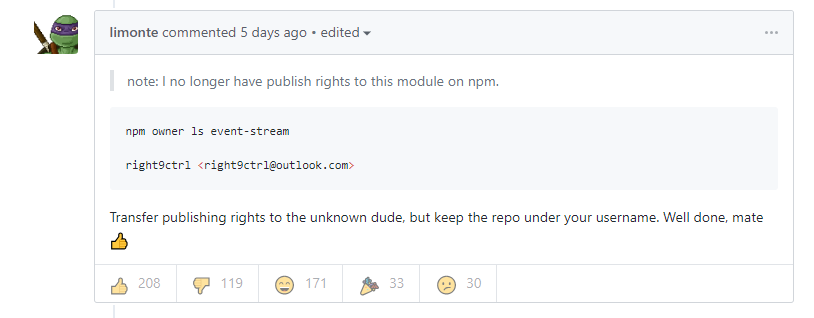 limonte commented 5 days ago • edited
note: I no longer have publish rights to this module on npm.
npm owner ls event-stream
right9ctrl <right9ctrl@outlook.com>
Transfer publishing rights to the unknown dude, but keep the repo under your username. Well done, mate
👍
👍 208 👎 119 😄 171 🎉 33 😕 30